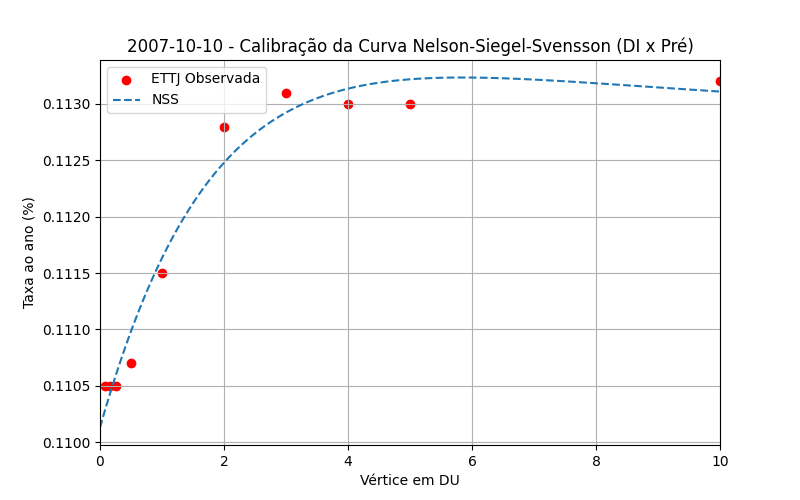 2007-10-10 - Calibração da Curva Nelson-Siegel-Svensson (DI x Pré)
ETTJ Observada
NSS
Taxa ao ano (%)
0.1130
0.1125
0.1120
0.1115
0.1110
0.1105
0.1100
0 2 4 6 8 10
Vértice em DU